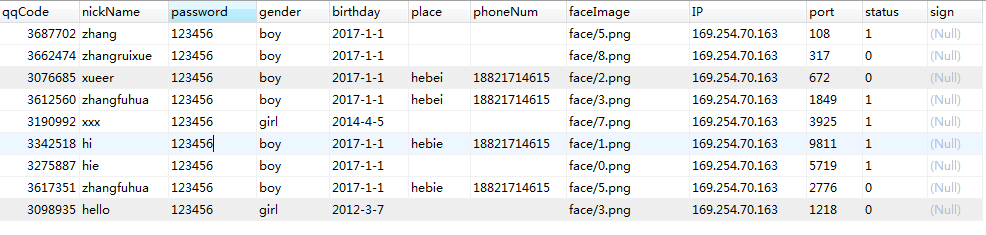 qqCode nickName password gender birthday place phoneNum faceImage IP port status sign
3687702 zhang 123456 boy 2017-1-1 face/5.png 169.254.70.163 108 1 (Null)
3662474 zhangruixue 123456 boy 2017-1-1 face/8.png 169.254.70.163 317 0 (Null)
3076685 xueer 123456 boy 2017-1-1 hebei 18821714615 face/2.png 169.254.70.163 672 0 (Null)
3612560 zhangfuhua 123456 boy 2017-1-1 hebei 18821714615 face/3.png 169.254.70.163 1849 1 (Null)
3190992 xxx 123456 girl 2014-4-5 face/7.png 169.254.70.163 3925 1 (Null)
3342518 hi 123456 boy 2017-1-1 hebie 18821714615 face/1.png 169.254.70.163 9811 1 (Null)
3275887 hie 123456 boy 2017-1-1 face/0.png 169.254.70.163 5719 1 (Null)
3617351 zhangfuhua 123456 boy 2017-1-1 hebie 18821714615 face/5.png 169.254.70.163 2776 0 (Null)
3098935 hello 123456 girl 2012-3-7 face/3.png 169.254.70.163 1218 0 (Null)